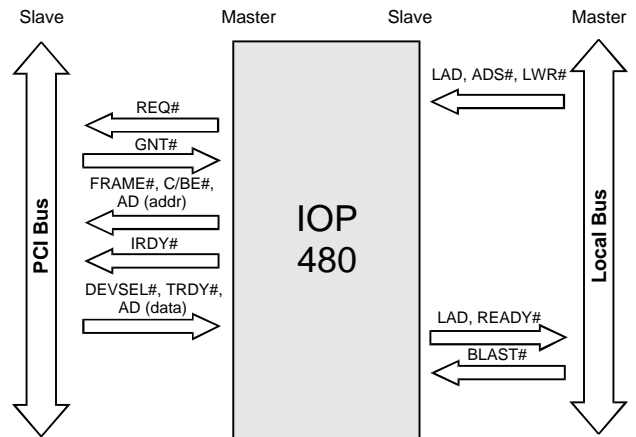 Slave
Master
Slave
Master
LAD, ADS#, LWR#
REQ#
GNT#
FRAME#, C/BE#,
AD (addr)
IRDY#
DEVSEL#, TRDY#,
AD (data)
PCI Bus
IOP
480
Local Bus
LAD, READY#
BLAST#